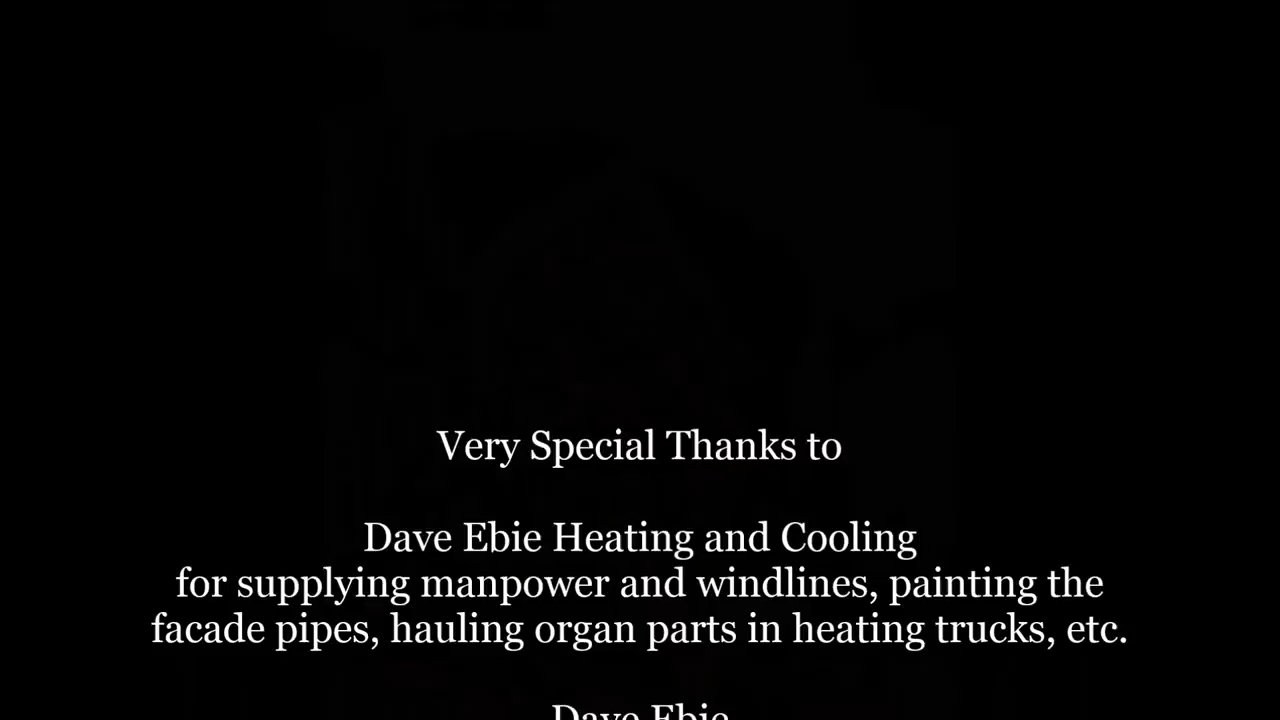 Very Special Thanks to
Dave Ebie Heating and Cooling
for supplying manpower and windlines, painting the
facade pipes, hauling organ parts in heating trucks, etc.
Dave Ebie